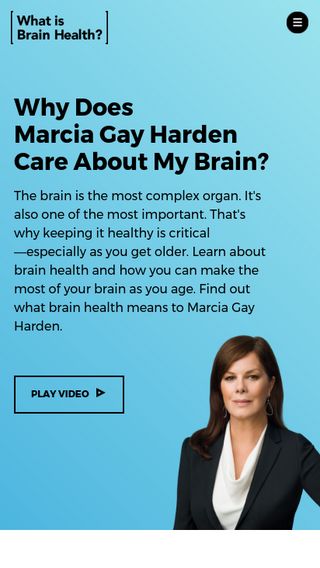 What is
Brain Health?
Why Does
Marcia Gay Harden
Care About My Brain?
The brain is the most complex organ. It's
also one of the most important. That's
why keeping it healthy is critical
—especially as you get older. Learn about
brain health and how you can make the
most of your brain as you age. Find out
what brain health means to Marcia Gay
Harden.
PLAY VIDEO